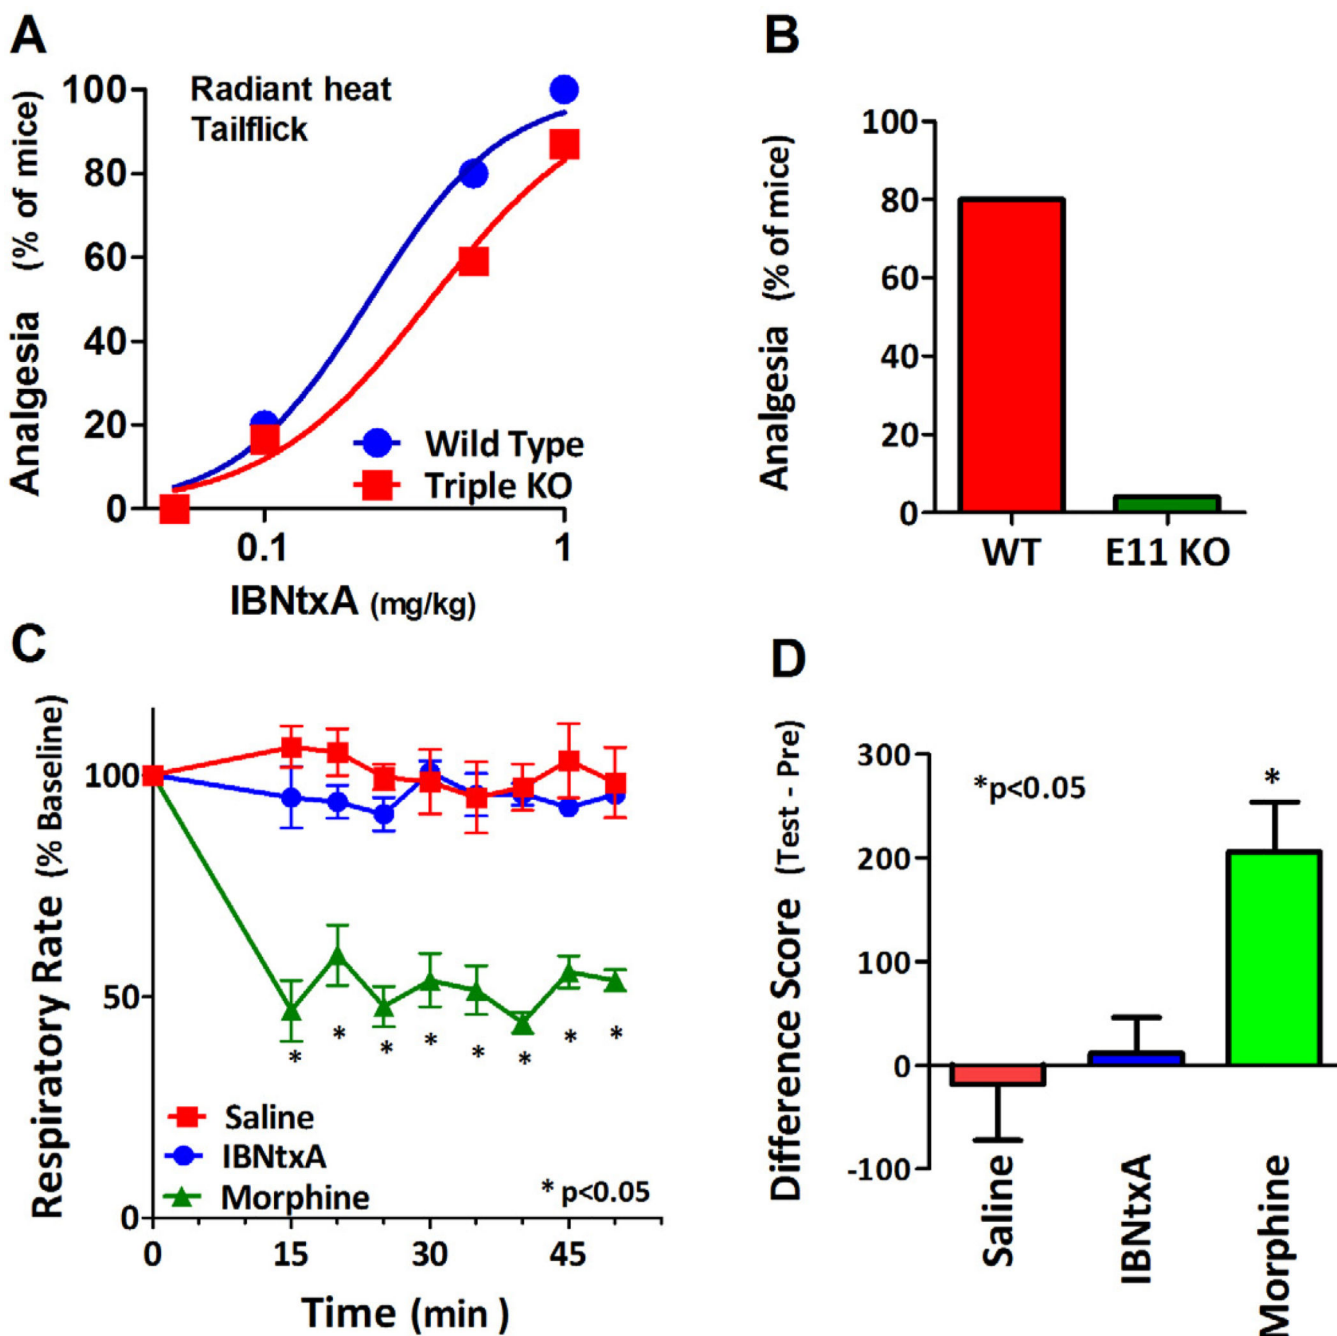 A
Analgesia (% of mice)
100
80
60
40
20
0
Radiant heat
Tailflick
Wild Type
Triple KO
0.1
1
IBNtxA (mg/kg)
B
Analgesia (% of mice)
100
80
60
40
20
0
WT
E11 KO
C
Respiratory Rate (% Baseline)
100
50
0
* * * * * * * *
Saline
IBNtxA
Morphine
* p<0.05
0
15
30
45
Time (min )
D
Difference Score (Test - Pre)
300
200
100
0
-100
*p<0.05
*
Saline
IBNtxA
Morphine